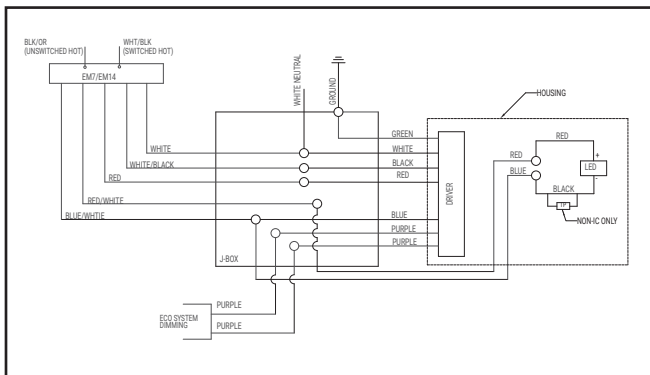 BLK/OR
(UNSWITCHED HOT)
WHT/BLK
(SWITCHED HOT)
EM7/EM14
WHITE NEUTRAL
GROUND
HOUSING
GREEN
WHITE
WHITE
WHITE/BLACK
BLACK
RED
RED
RED/WHITE
BLUE/WHTIE
BLUE
PURPLE
PURPLE
DRIVER
RED
BLUE
RED
+
LED
-
BLACK
TP
NON-IC ONLY
J-BOX
ECO SYSTEM
DIMMING
PURPLE
PURPLE